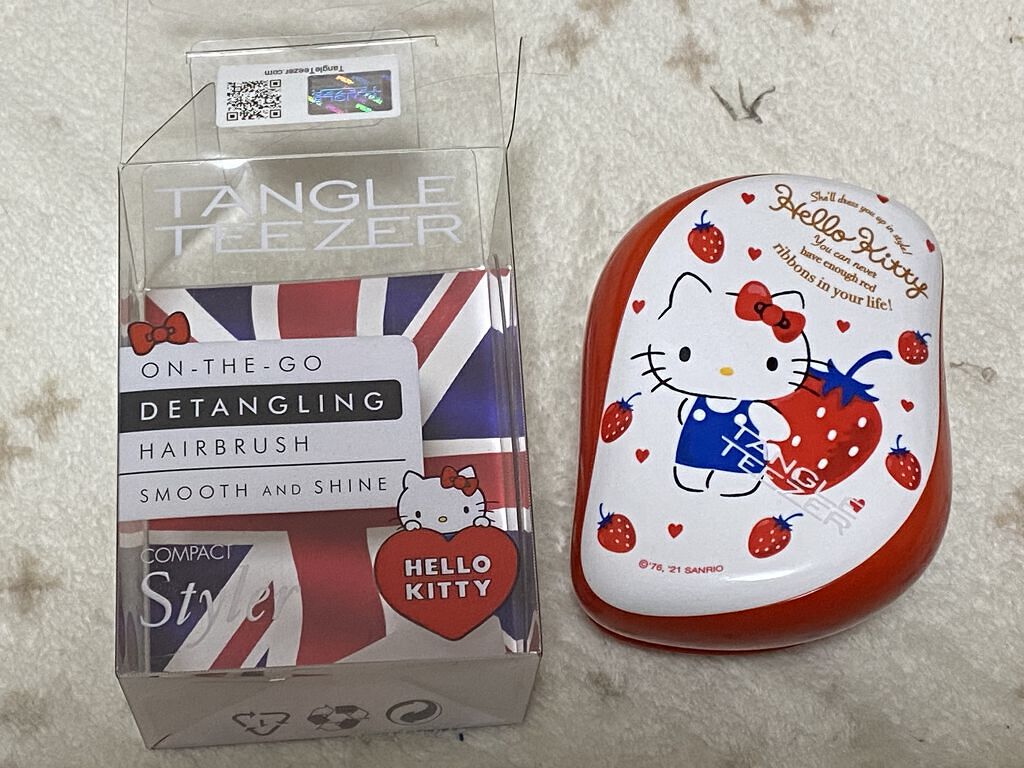 TangleTeezer.com
TANGLE
TEEZER
ON-THE-GO
DETANGLING
HAIRBRUSH
SMOOTH AND SHINE
COMPACT
Styler
HELLO
KITTY
She'll dress you up in style!
Hello Kitty
You can never
have enough red
ribbons in your life!
TANGLE
TEEZER
©'76, '21 SANRIO